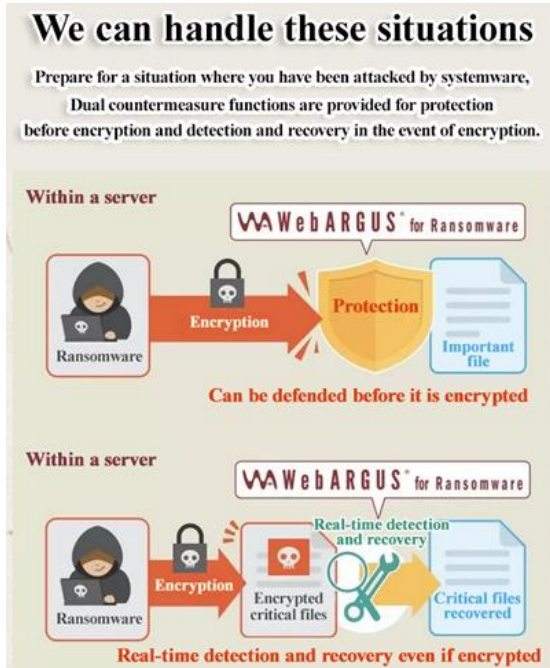 We can handle these situations
Prepare for a situation where you have been attacked by systemware,
Dual countermeasure functions are provided for protection
before encryption and detection and recovery in the event of encryption.
Within a server
WA WebARGUS® for Ransomware
Encryption
Protection
Ransomware
Important
file
Can be defended before it is encrypted
Within a server
WA WebARGUS® for Ransomware
Real-time detection
and recovery
Encryption
Ransomware
Encrypted
critical files
Critical files
recovered
Real-time detection and recovery even if encrypted